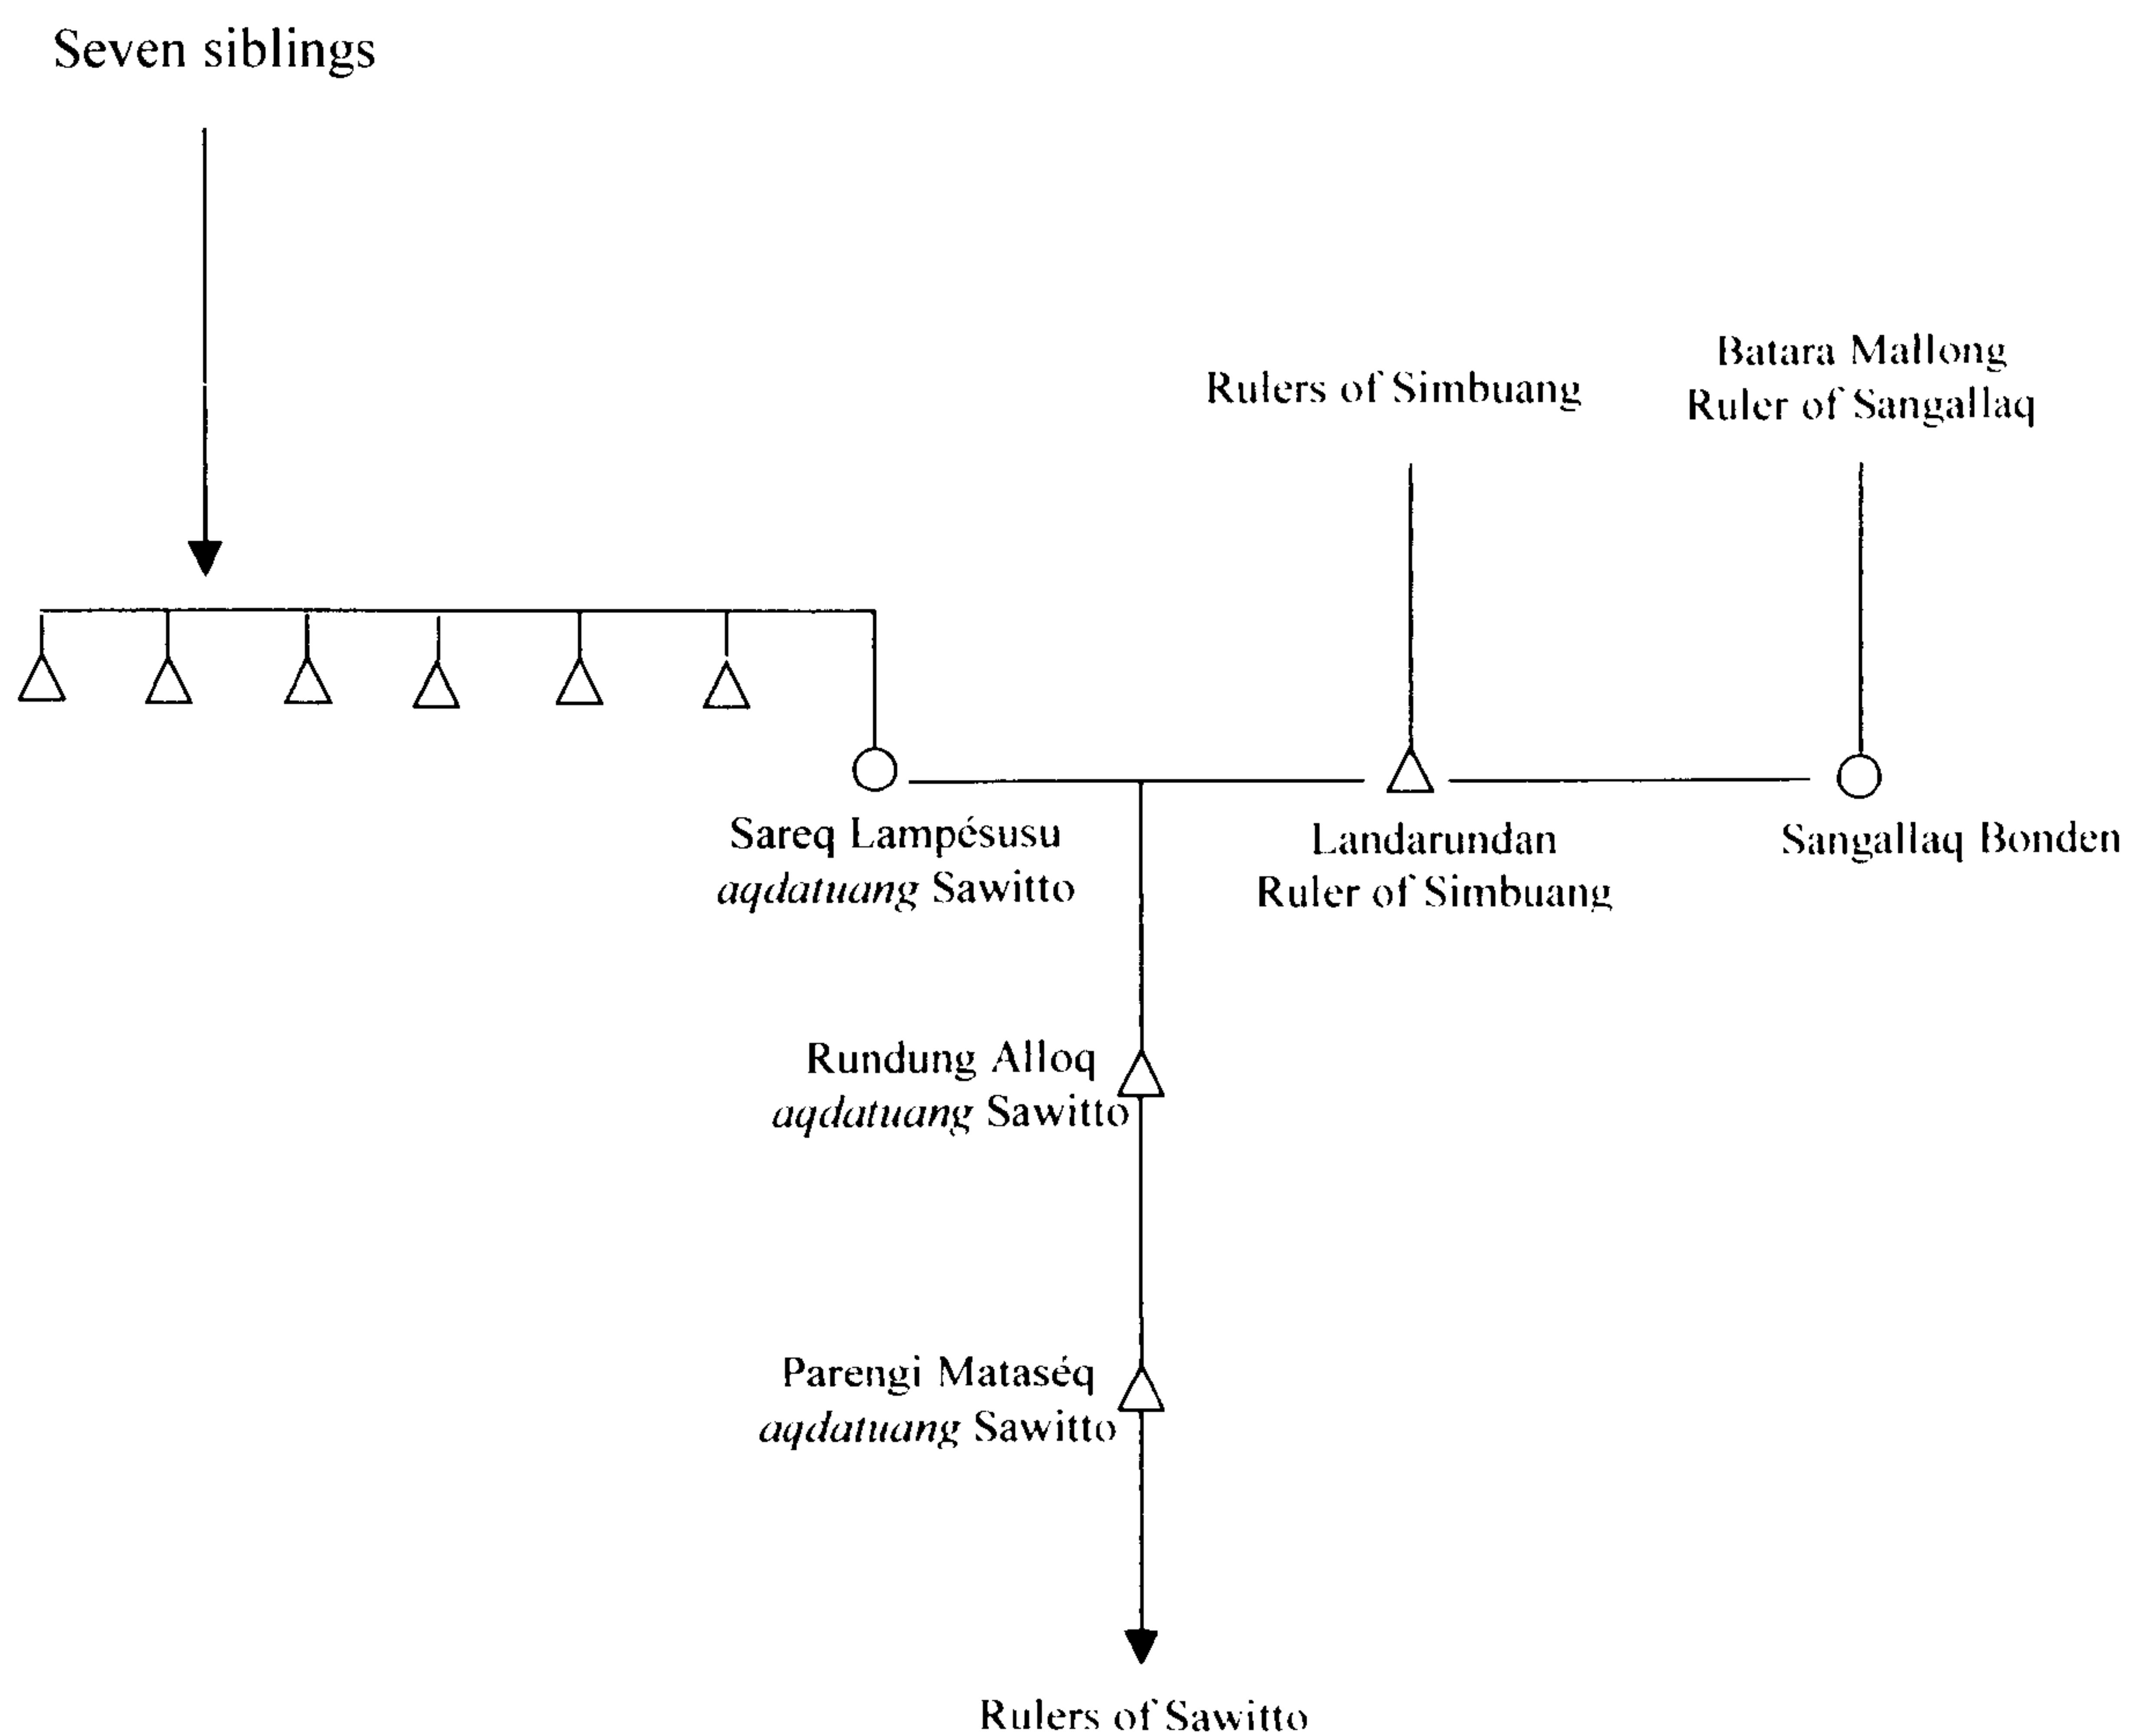 Seven siblings
Rulers of Simbuang
Batara Mallong
Ruler of Sangallaq
Sareq Lampésusu
aqdatuang Sawitto
Landarundan
Ruler of Simbuang
Sangallaq Bonden
Rundung Alloq
aqdatuang Sawitto
Parengi Mataséq
aqdatuang Sawitto
Rulers of Sawitto